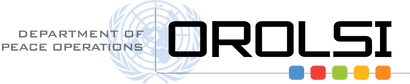 DEPARTMENT OF
PEACE OPERATIONS
OROLSI